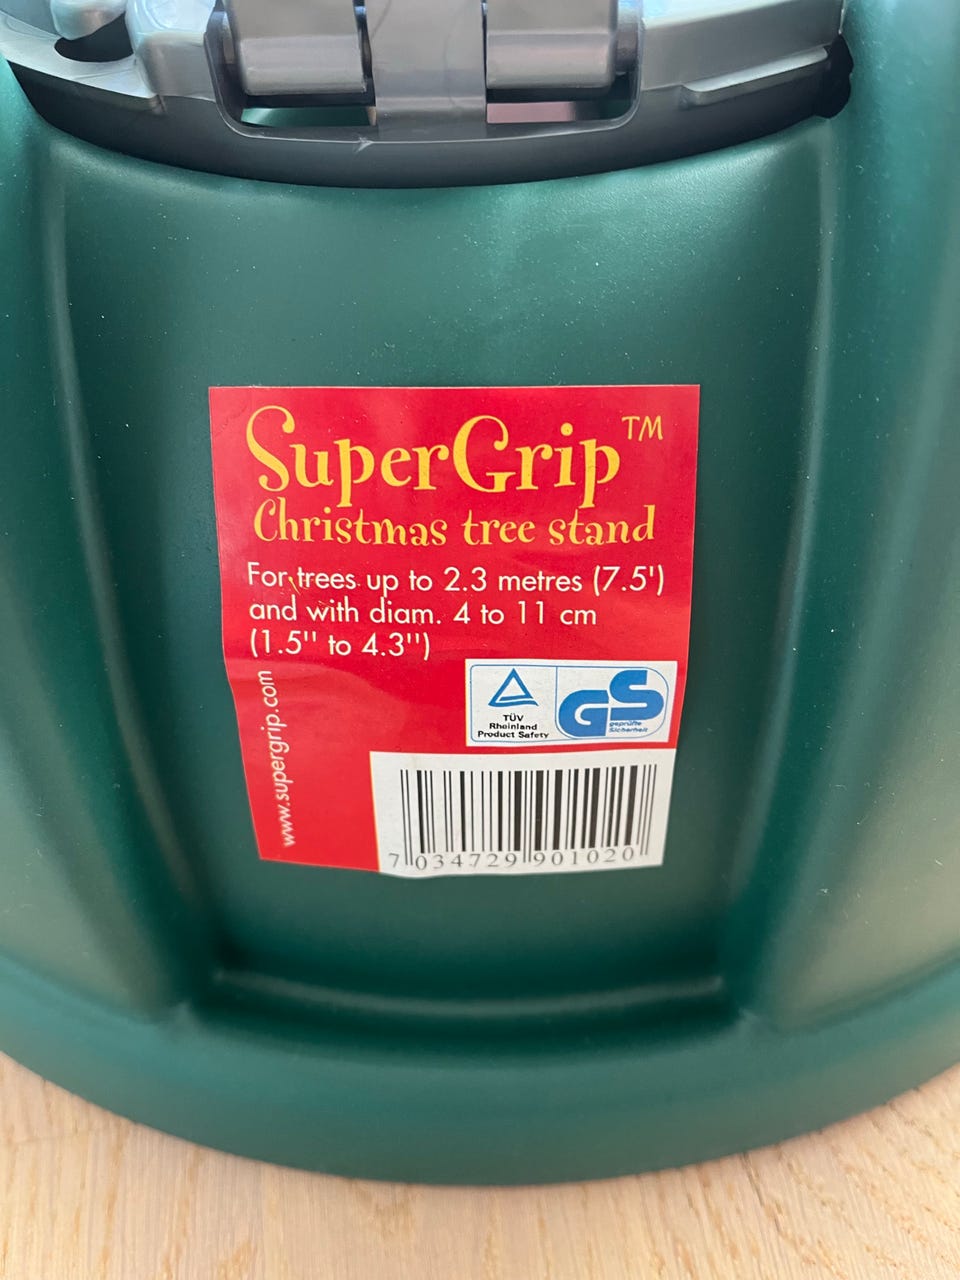 SuperGrip™
Christmas tree stand
For trees up to 2.3 metres (7.5')
and with diam. 4 to 11 cm
(1.5'' to 4.3'')
www.supergrip.com
TÜV
Rheinland
Product Safety
GS
geprüfte
Sicherheit
7 034729 901020